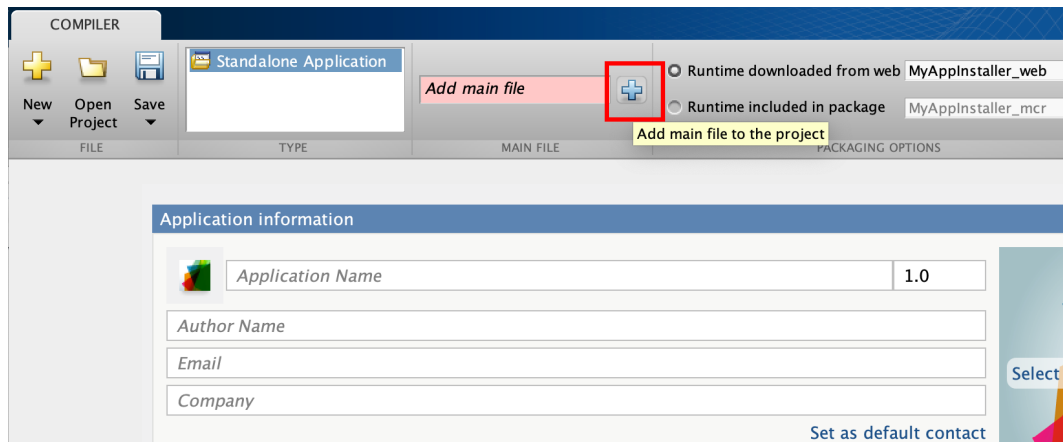 COMPILER
New
Open Project
Save
FILE
Standalone Application
TYPE
Add main file
MAIN FILE
Runtime downloaded from web MyAppInstaller_web
Runtime included in package MyAppInstaller_mcr
Add main file to the project
PACKAGING OPTIONS
Application information
Application Name 1.0
Author Name
Email
Company
Select
Set as default contact